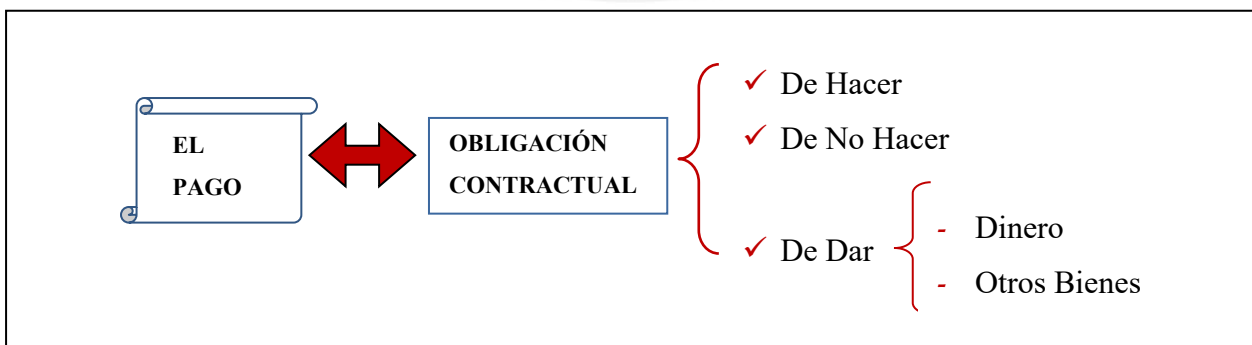 EL
PAGO
OBLIGACIÓN
CONTRACTUAL
✓ De Hacer
✓ De No Hacer
✓ De Dar
- Dinero
- Otros Bienes